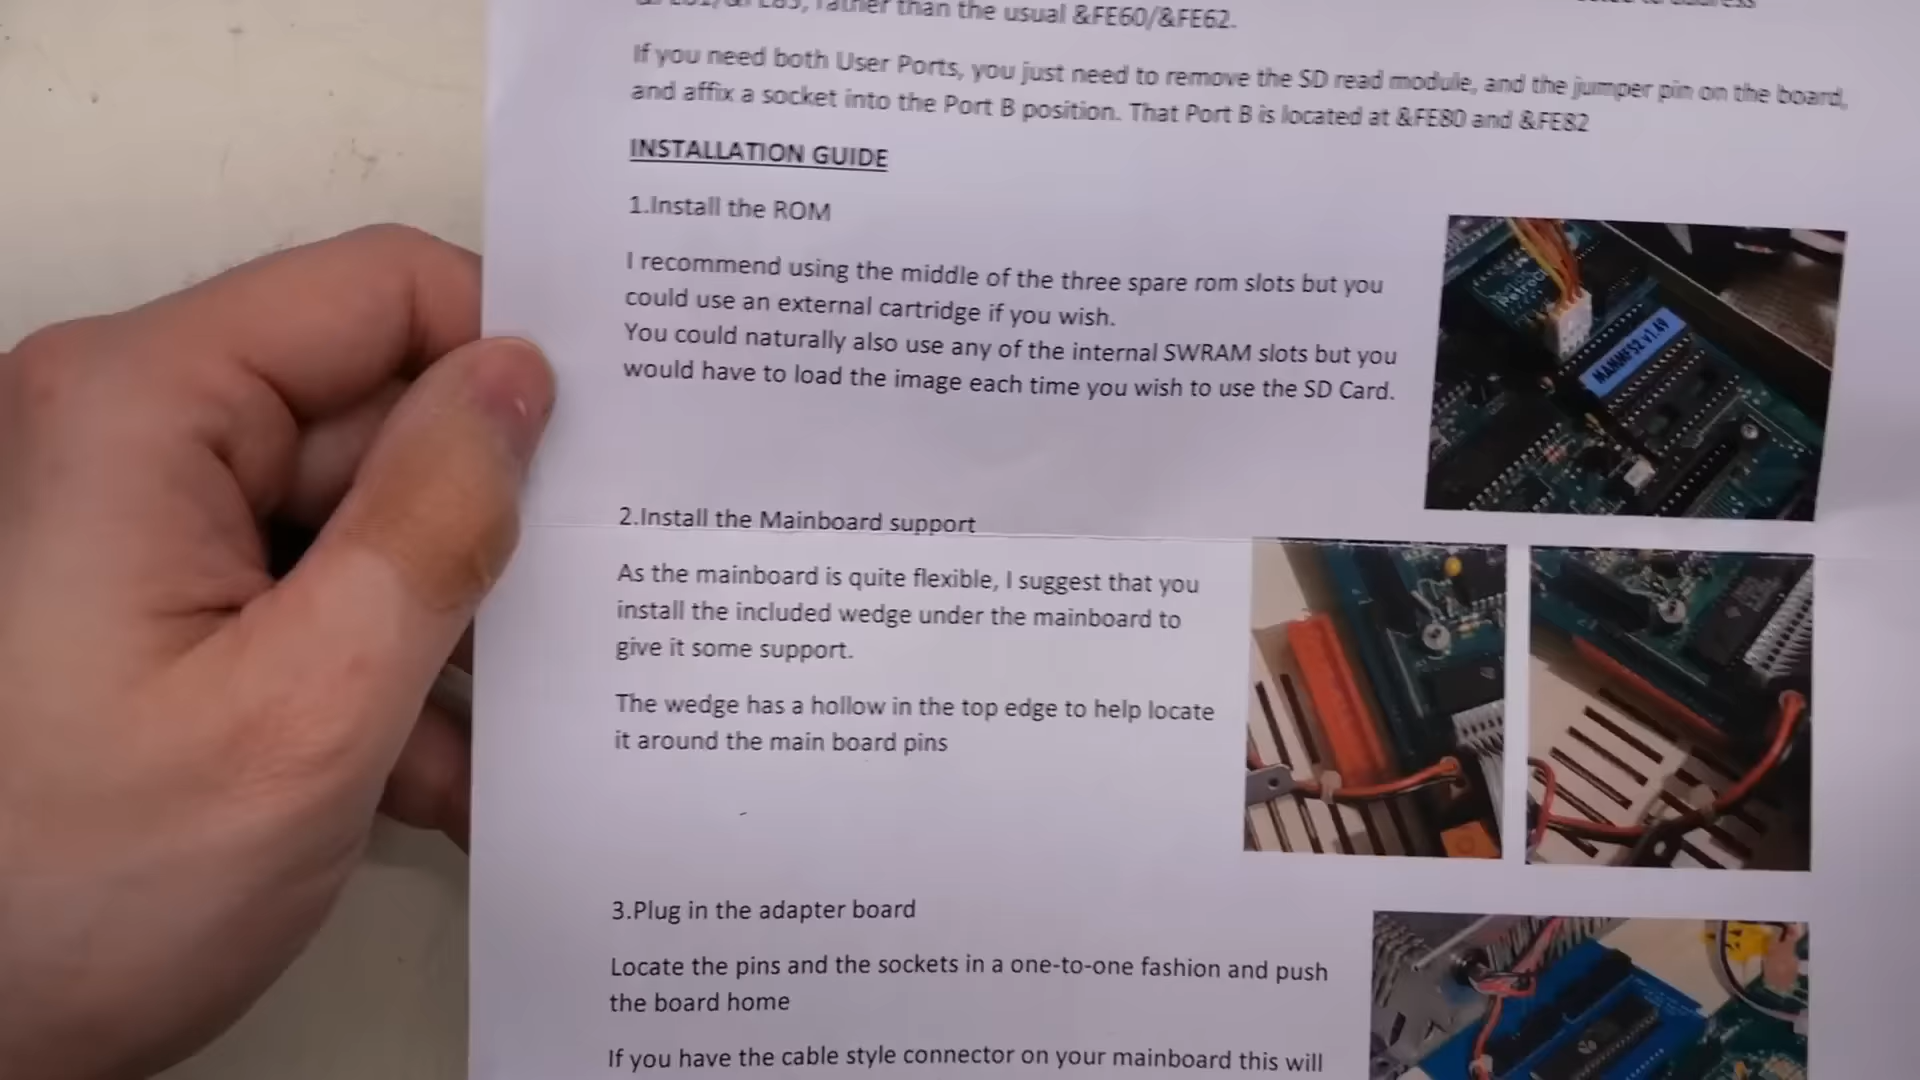 rather than the usual &FE60/&FE62.
If you need both User Ports, you just need to remove the SD read module, and the jumper pin on the board,
and affix a socket into the Port B position. That Port B is located at &FE80 and &FE82
INSTALLATION GUIDE
1.Install the ROM
I recommend using the middle of the three spare rom slots but you
could use an external cartridge if you wish.
You could naturally also use any of the internal SWRAM slots but you
would have to load the image each time you wish to use the SD Card.
MAMMFS2 v1.49
2.Install the Mainboard support
As the mainboard is quite flexible, I suggest that you
install the included wedge under the mainboard to
give it some support.
The wedge has a hollow in the top edge to help locate
it around the main board pins
3.Plug in the adapter board
Locate the pins and the sockets in a one-to-one fashion and push
the board home
If you have the cable style connector on your mainboard this will